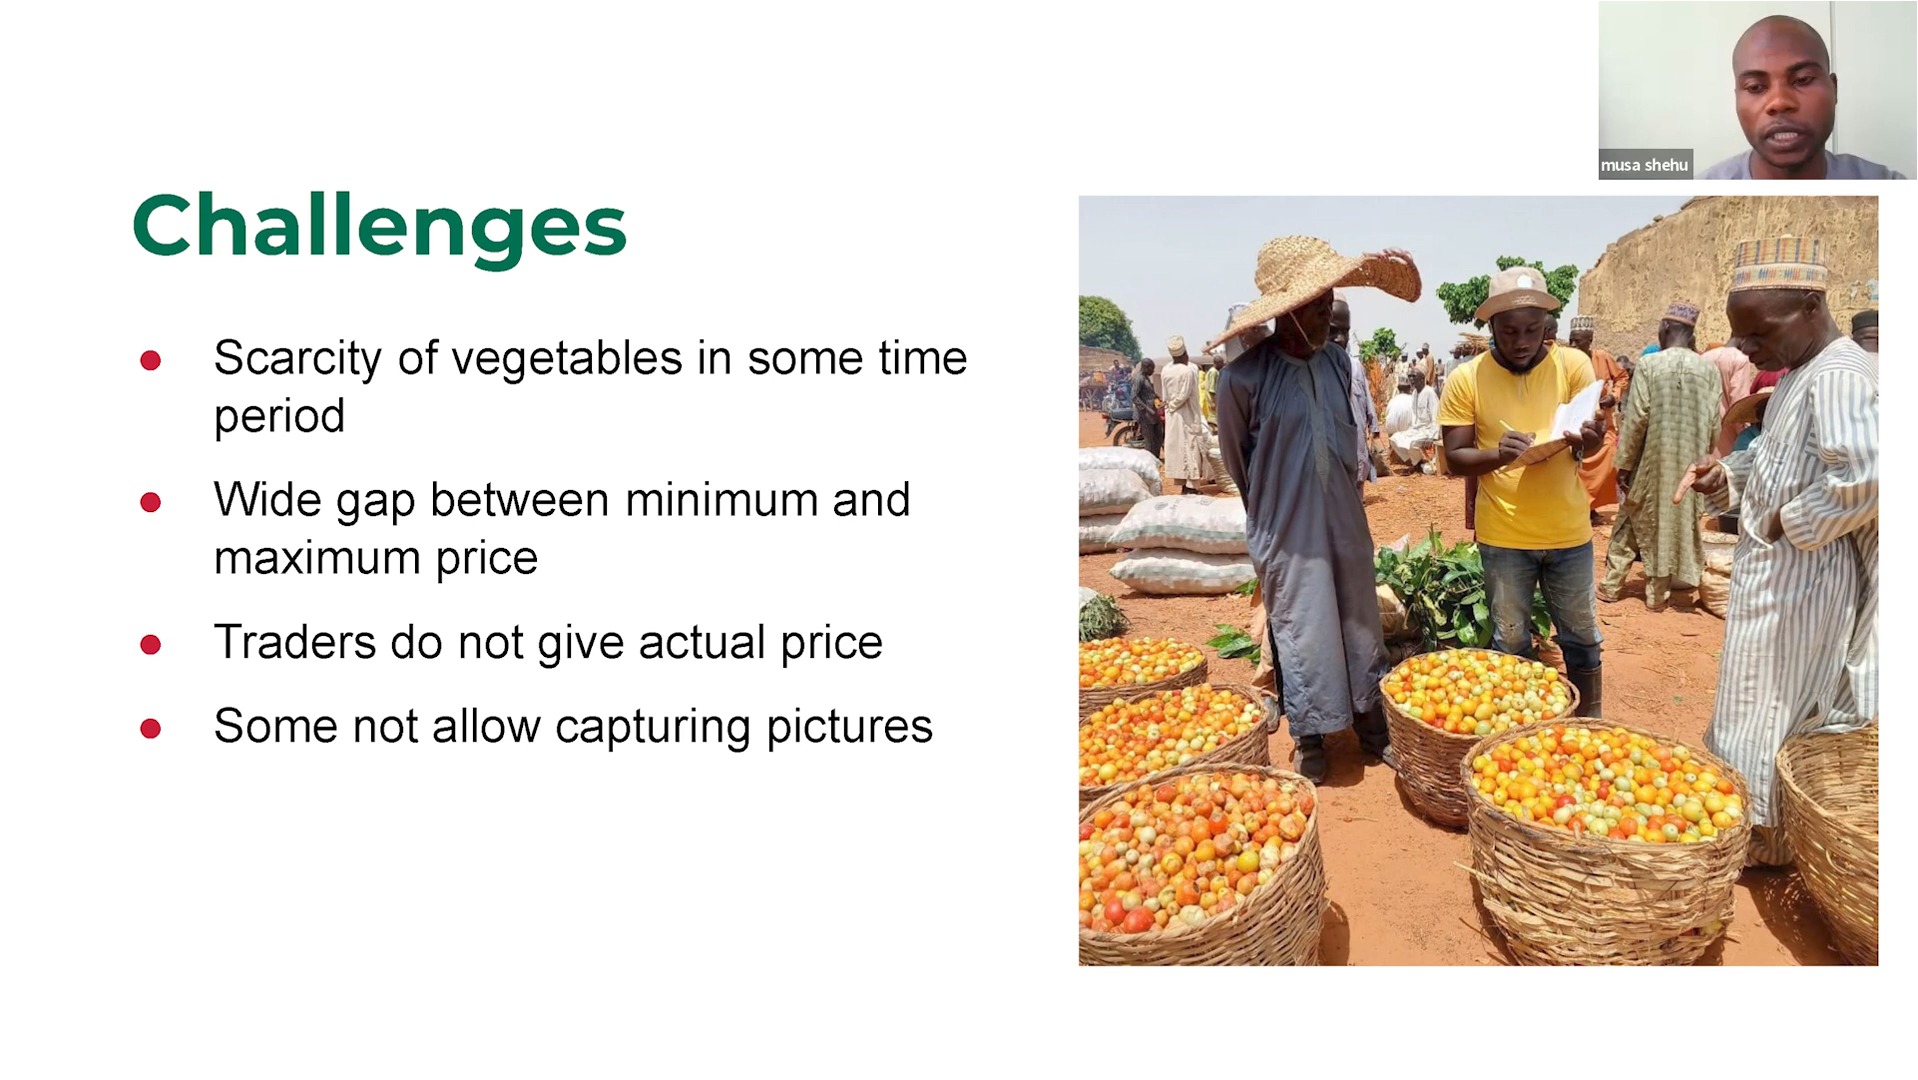 musa shehu
Challenges
● Scarcity of vegetables in some time
period
● Wide gap between minimum and
maximum price
● Traders do not give actual price
● Some not allow capturing pictures